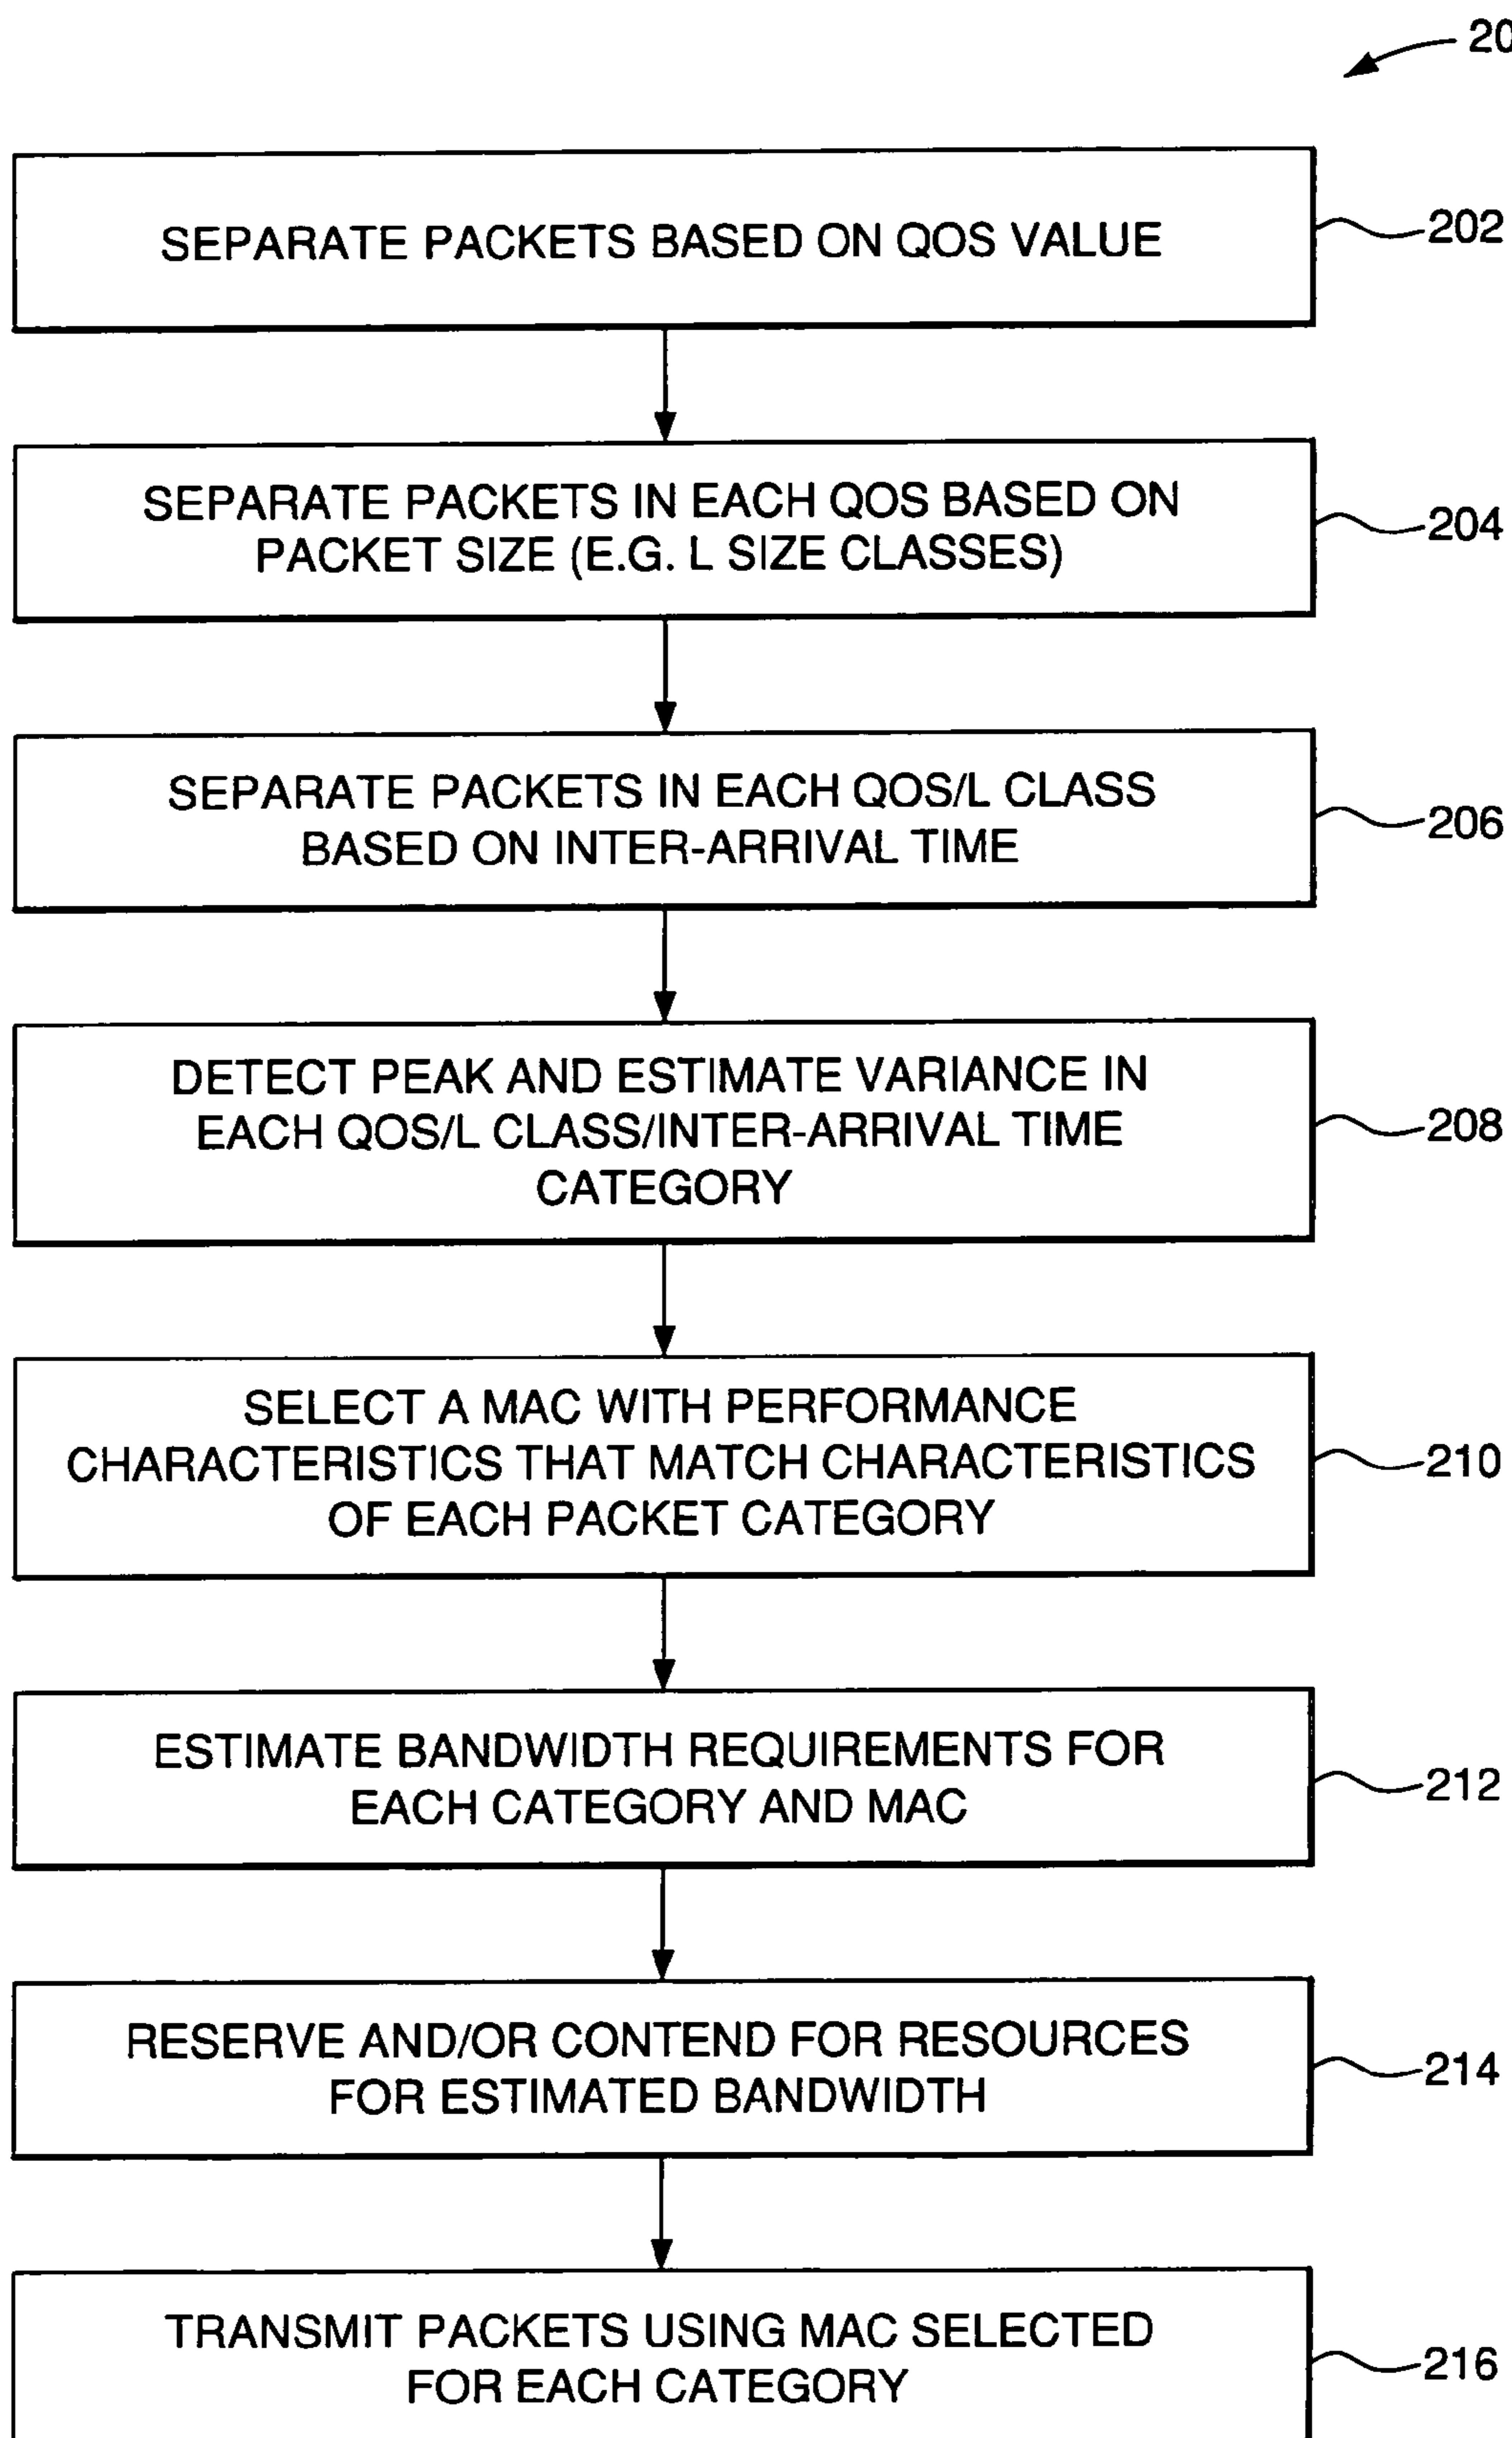 20
SEPARATE PACKETS BASED ON QOS VALUE
202
SEPARATE PACKETS IN EACH QOS BASED ON
PACKET SIZE (E.G. L SIZE CLASSES)
204
SEPARATE PACKETS IN EACH QOS/L CLASS
BASED ON INTER-ARRIVAL TIME
206
DETECT PEAK AND ESTIMATE VARIANCE IN
EACH QOS/L CLASS/INTER-ARRIVAL TIME
CATEGORY
208
SELECT A MAC WITH PERFORMANCE
CHARACTERISTICS THAT MATCH CHARACTERISTICS
OF EACH PACKET CATEGORY
210
ESTIMATE BANDWIDTH REQUIREMENTS FOR
EACH CATEGORY AND MAC
212
RESERVE AND/OR CONTEND FOR RESOURCES
FOR ESTIMATED BANDWIDTH
214
TRANSMIT PACKETS USING MAC SELECTED
FOR EACH CATEGORY
216